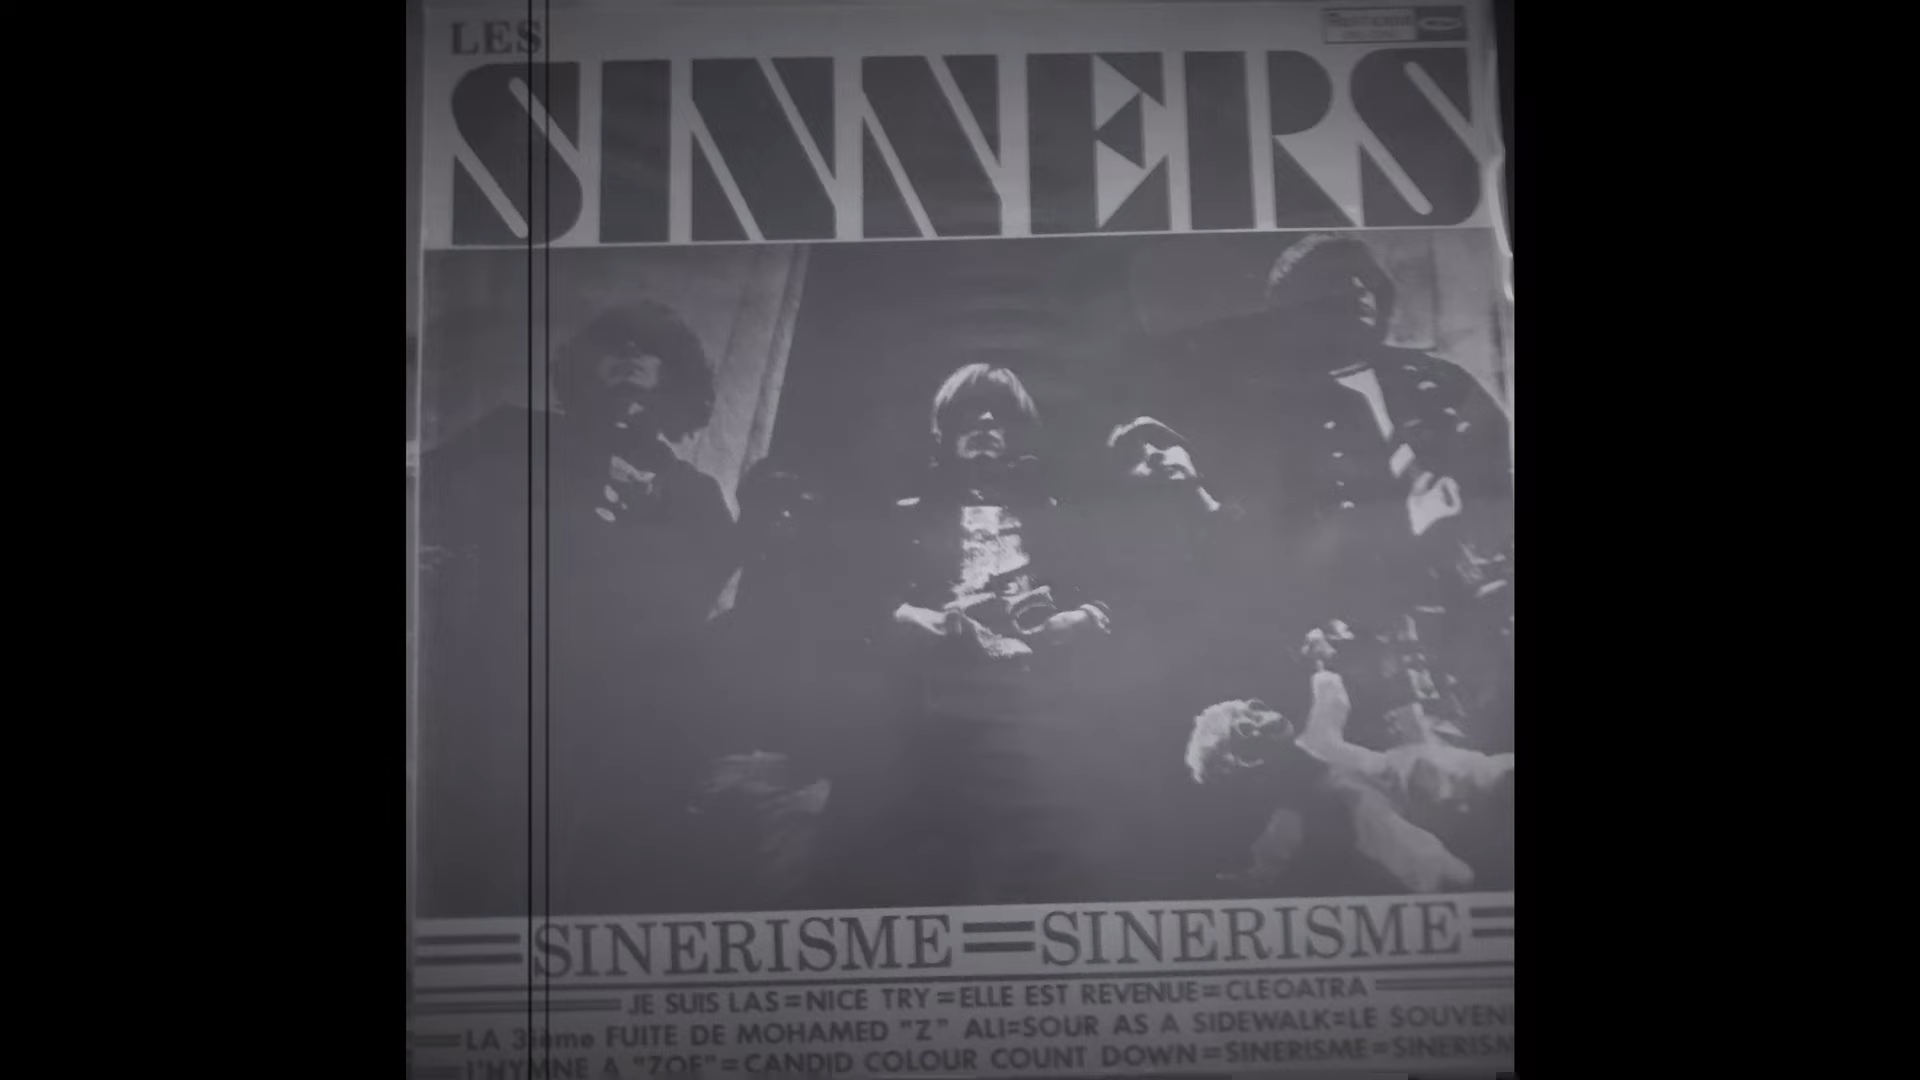 LES
SINNERS
=SINERISME=SINERISME=
JE SUIS LAS=NICE TRY=ELLE EST REVENUE=CLEOATRA
LA 3ième FUITE DE MOHAMED "Z" ALI=SOUR AS A SIDEWALK=LE SOUVENI
L'HYMNE A "ZOE"=CANDID COLOUR COUNT DOWN=SINERISME=SINERISM